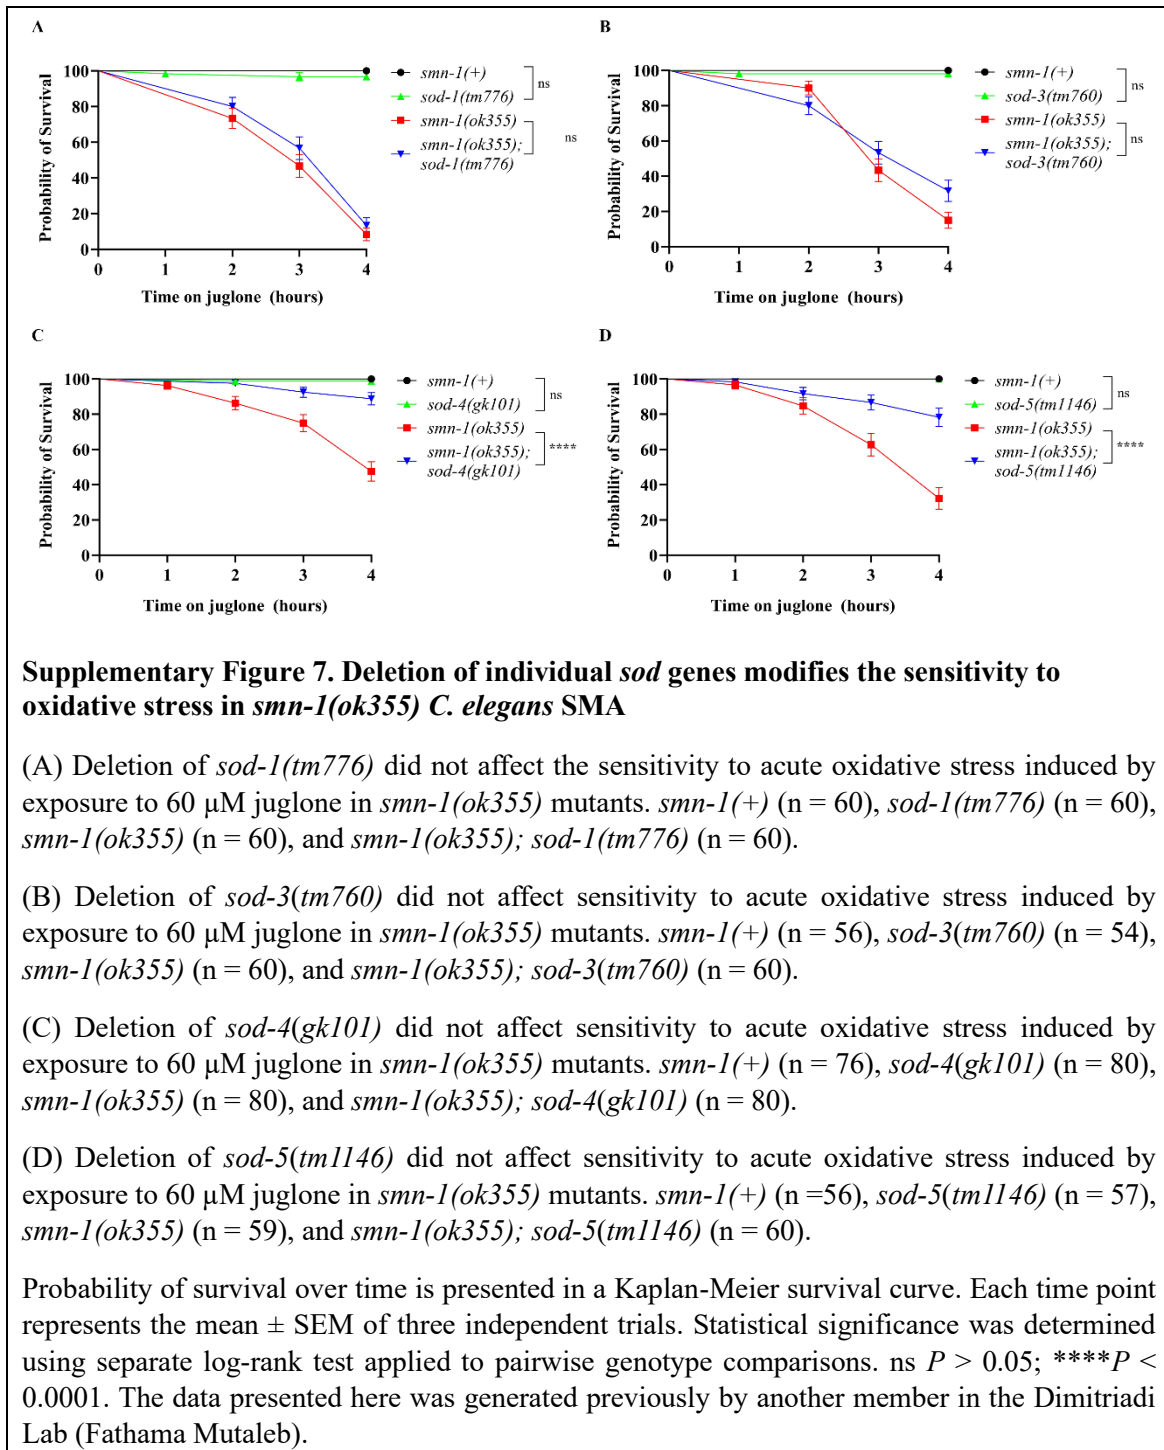 A
100
80
60
40
20
0
Probability of Survival
0 1 2 3 4
Time on juglone (hours)
smn-1(+)
sod-1(tm776)
ns
smn-1(ok355)
smn-1(ok355);
sod-1(tm776)
ns
B
100
80
60
40
20
0
Probability of Survival
0 1 2 3 4
Time on juglone (hours)
smn-1(+)
sod-3(tm760)
ns
smn-1(ok355)
smn-1(ok355);
sod-3(tm760)
ns
C
100
80
60
40
20
0
Probability of Survival
0 1 2 3 4
Time on juglone (hours)
smn-1(+)
sod-4(gk101)
ns
smn-1(ok355)
smn-1(ok355);
sod-4(gk101)
****
D
100
80
60
40
20
0
Probability of Survival
0 1 2 3 4
Time on juglone (hours)
smn-1(+)
sod-5(tm1146)
ns
smn-1(ok355)
smn-1(ok355);
sod-5(tm1146)
****
Supplementary Figure 7. Deletion of individual sod genes modifies the sensitivity to
oxidative stress in smn-1(ok355) C. elegans SMA
(A) Deletion of sod-1(tm776) did not affect the sensitivity to acute oxidative stress induced by
exposure to 60 µM juglone in smn-1(ok355) mutants. smn-1(+) (n = 60), sod-1(tm776) (n = 60),
smn-1(ok355) (n = 60), and smn-1(ok355); sod-1(tm776) (n = 60).
(B) Deletion of sod-3(tm760) did not affect sensitivity to acute oxidative stress induced by
exposure to 60 µM juglone in smn-1(ok355) mutants. smn-1(+) (n = 56), sod-3(tm760) (n = 54),
smn-1(ok355) (n = 60), and smn-1(ok355); sod-3(tm760) (n = 60).
(C) Deletion of sod-4(gk101) did not affect sensitivity to acute oxidative stress induced by
exposure to 60 µM juglone in smn-1(ok355) mutants. smn-1(+) (n = 76), sod-4(gk101) (n = 80),
smn-1(ok355) (n = 80), and smn-1(ok355); sod-4(gk101) (n = 80).
(D) Deletion of sod-5(tm1146) did not affect sensitivity to acute oxidative stress induced by
exposure to 60 µM juglone in smn-1(ok355) mutants. smn-1(+) (n =56), sod-5(tm1146) (n = 57),
smn-1(ok355) (n = 59), and smn-1(ok355); sod-5(tm1146) (n = 60).
Probability of survival over time is presented in a Kaplan-Meier survival curve. Each time point
represents the mean ± SEM of three independent trials. Statistical significance was determined
using separate log-rank test applied to pairwise genotype comparisons. ns P > 0.05; ****P <
0.0001. The data presented here was generated previously by another member in the Dimitriadi
Lab (Fathama Mutaleb).